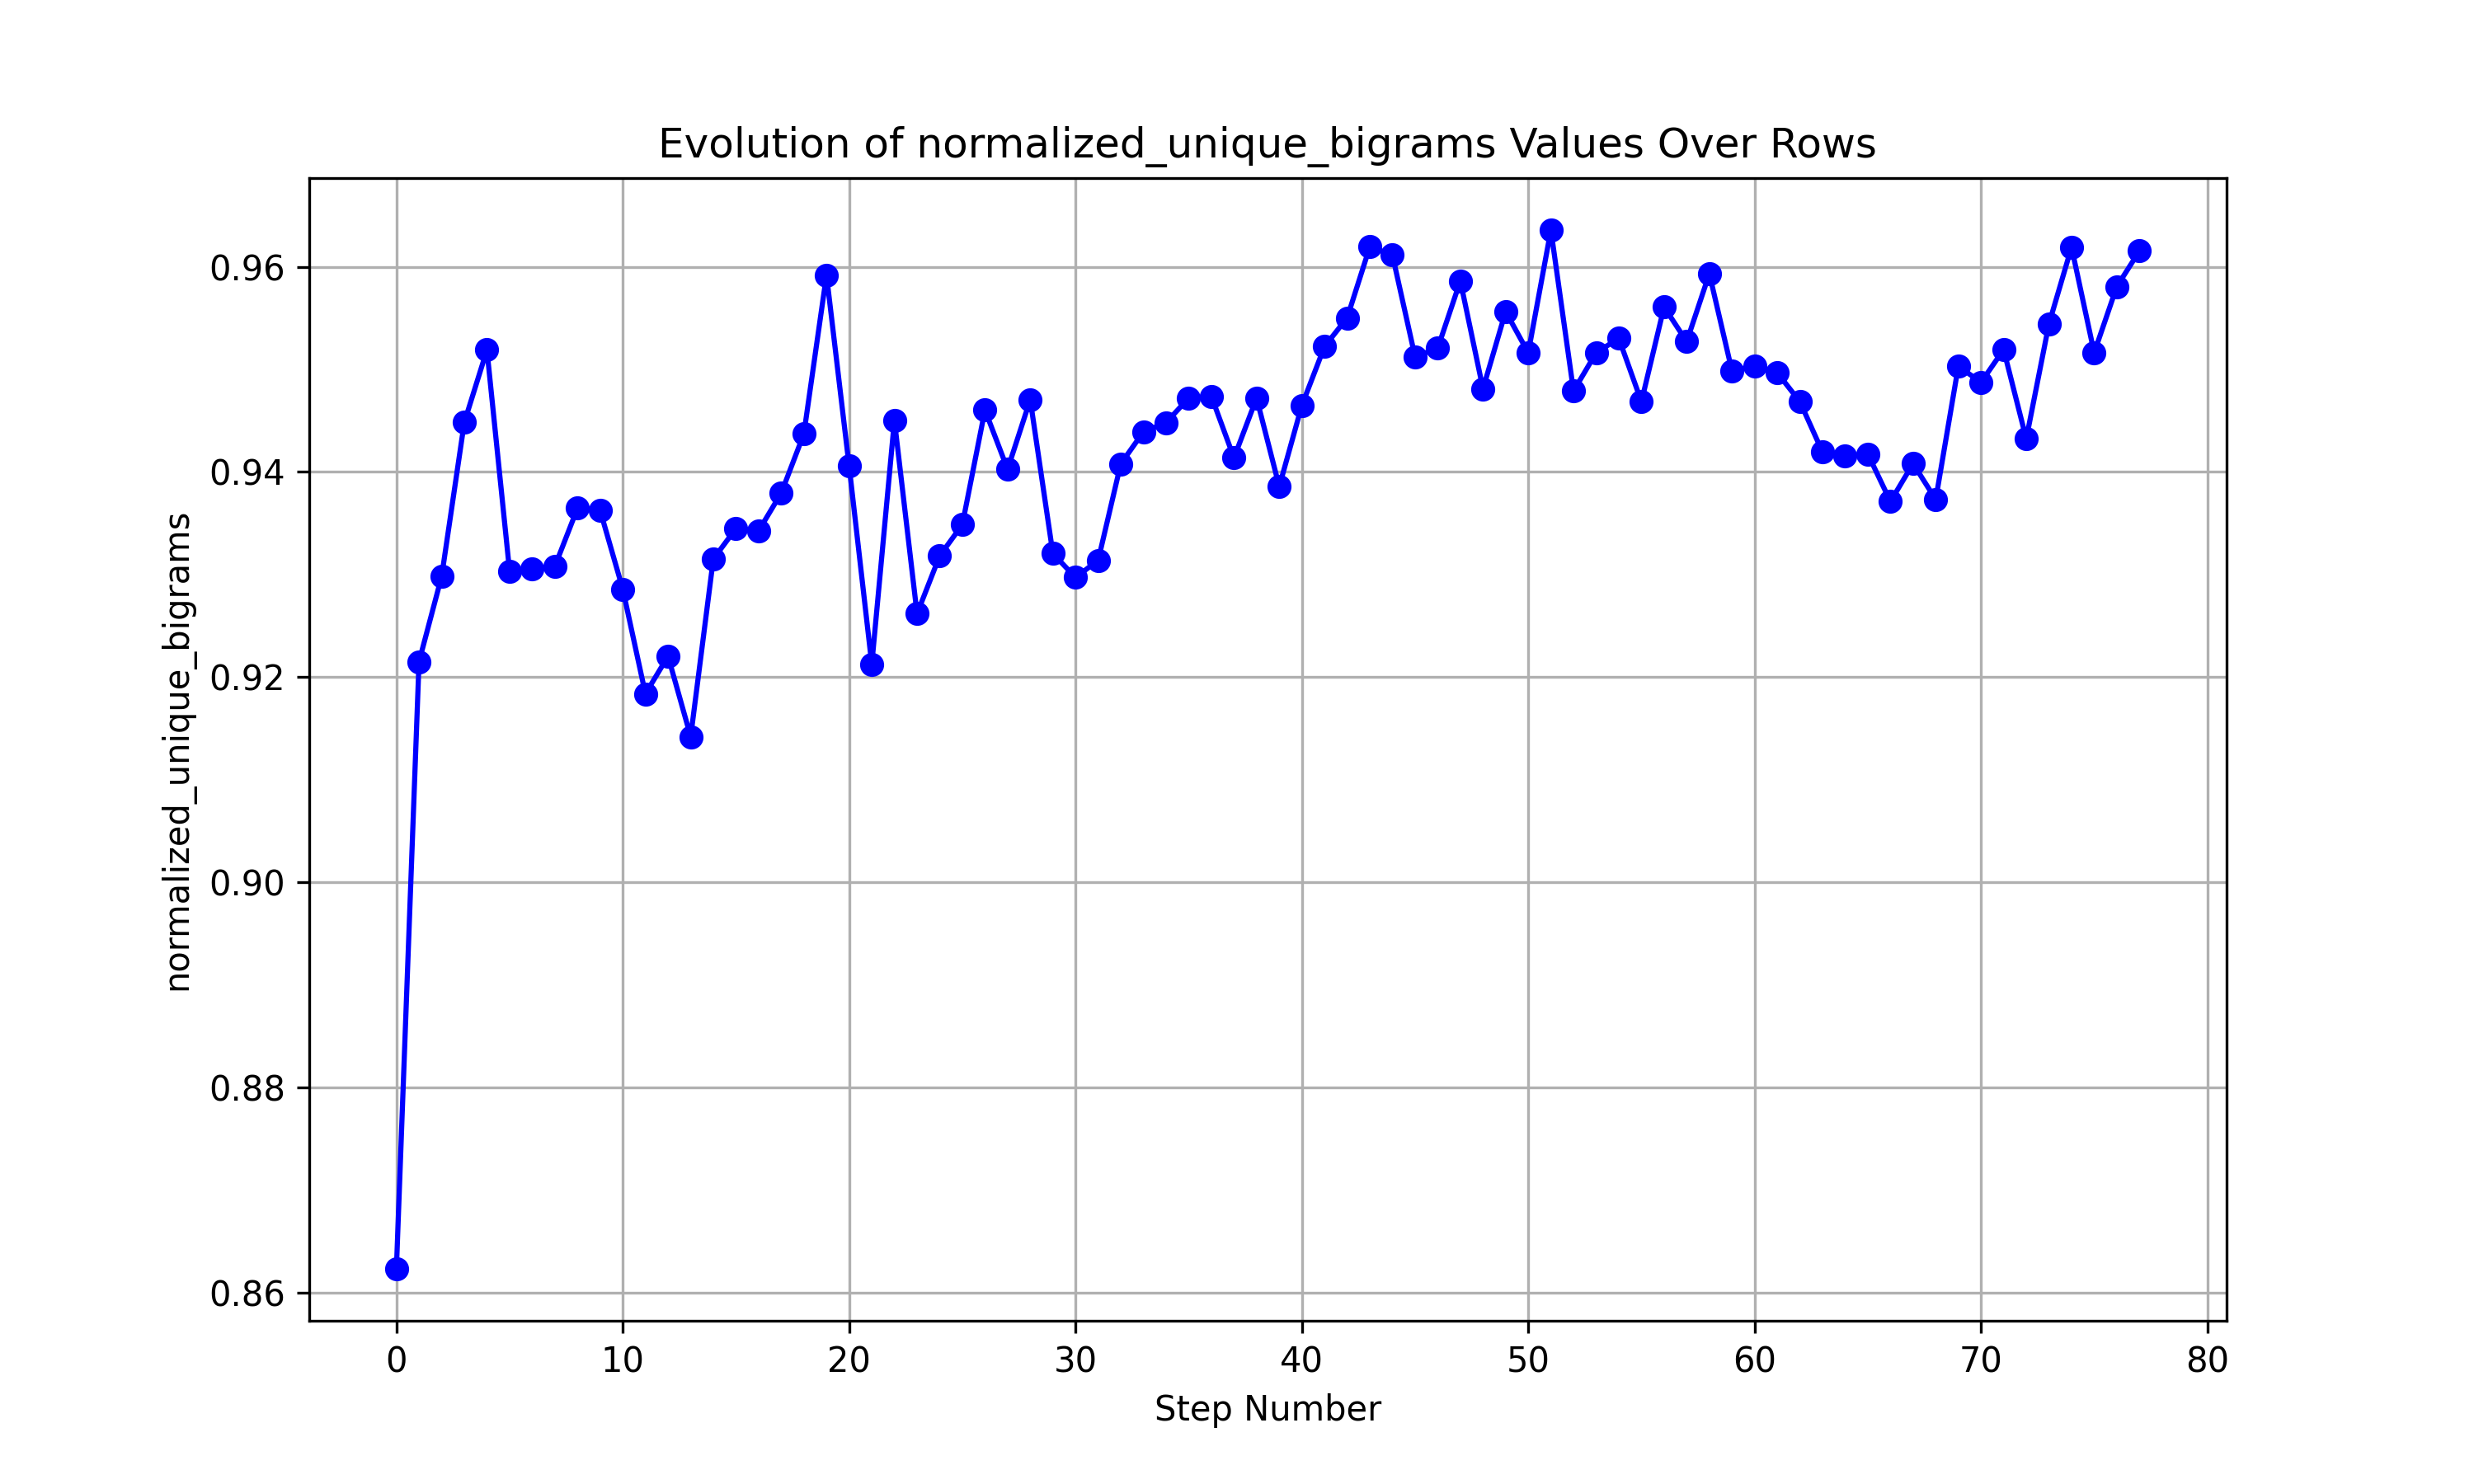 Evolution of normalized_unique_bigrams Values Over Rows
normalized_unique_bigrams
0.96
0.94
0.92
0.90
0.88
0.86
0 10 20 30 40 50 60 70 80
Step Number